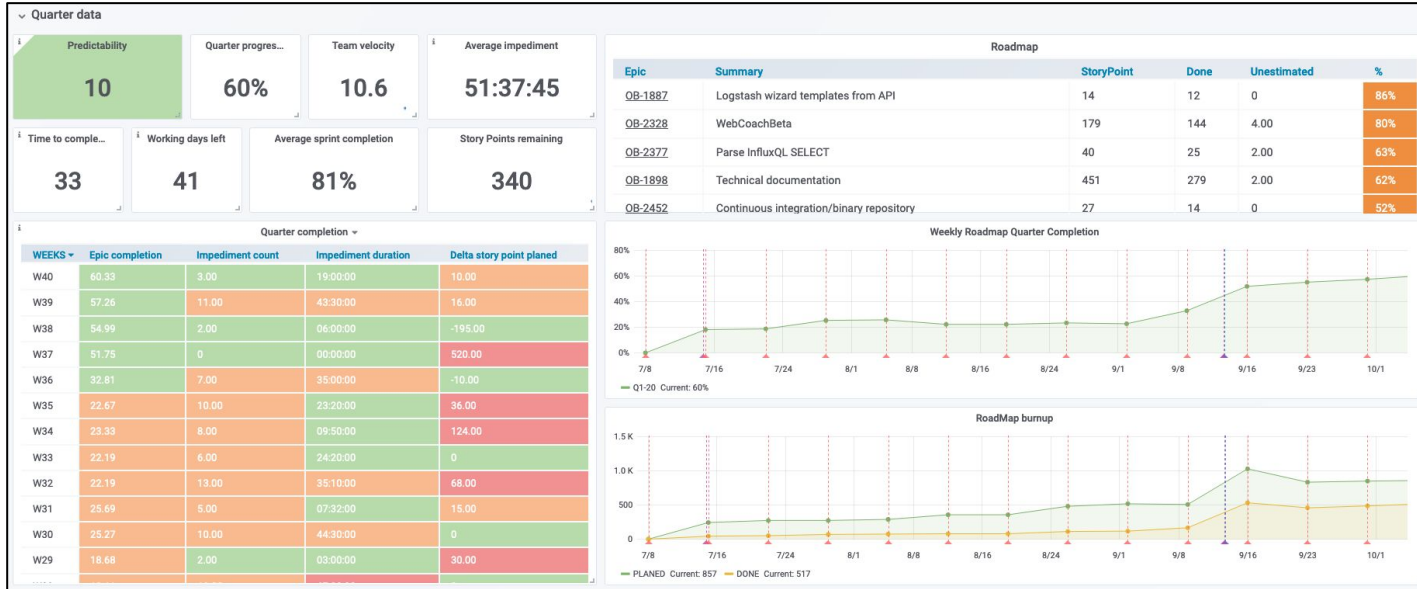 Quarter data
Predictability
10
Quarter progres...
60%
Team velocity
10.6
Average impediment
51:37:45
Time to comple...
33
Working days left
41
Average sprint completion
81%
Story Points remaining
340
Roadmap
Epic Summary StoryPoint Done Unestimated %
OB-1887 Logstash wizard templates from API 14 12 0 86%
OB-2328 WebCoachBeta 179 144 4.00 80%
OB-2377 Parse InfluxQL SELECT 40 25 2.00 63%
OB-1898 Technical documentation 451 279 2.00 62%
OB-2452 Continuous integration/binary repository 27 14 0 52%
Quarter completion
WEEKS Epic completion Impediment count Impediment duration Delta story point planed
W40 60.33 3.00 19:00:00 10.00
W39 57.26 11.00 43:30:00 16.00
W38 54.99 2.00 06:00:00 -195.00
W37 51.75 0 00:00:00 520.00
W36 32.81 7.00 35:00:00 -10.00
W35 22.67 10.00 23:20:00 36.00
W34 23.33 8.00 09:50:00 124.00
W33 22.19 6.00 24:20:00 0
W32 22.19 13.00 35:10:00 68.00
W31 25.69 5.00 07:32:00 15.00
W30 25.27 10.00 44:30:00 0
W29 18.68 2.00 03:00:00 30.00
Weekly Roadmap Quarter Completion
80%
60%
40%
20%
0%
7/8 7/16 7/24 8/1 8/8 8/16 8/24 9/1 9/8 9/16 9/23 10/1
Q1-20 Current: 60%
RoadMap burnup
1.5 K
1.0 K
500
0
7/8 7/16 7/24 8/1 8/8 8/16 8/24 9/1 9/8 9/16 9/23 10/1
PLANED Current: 857 DONE Current: 517